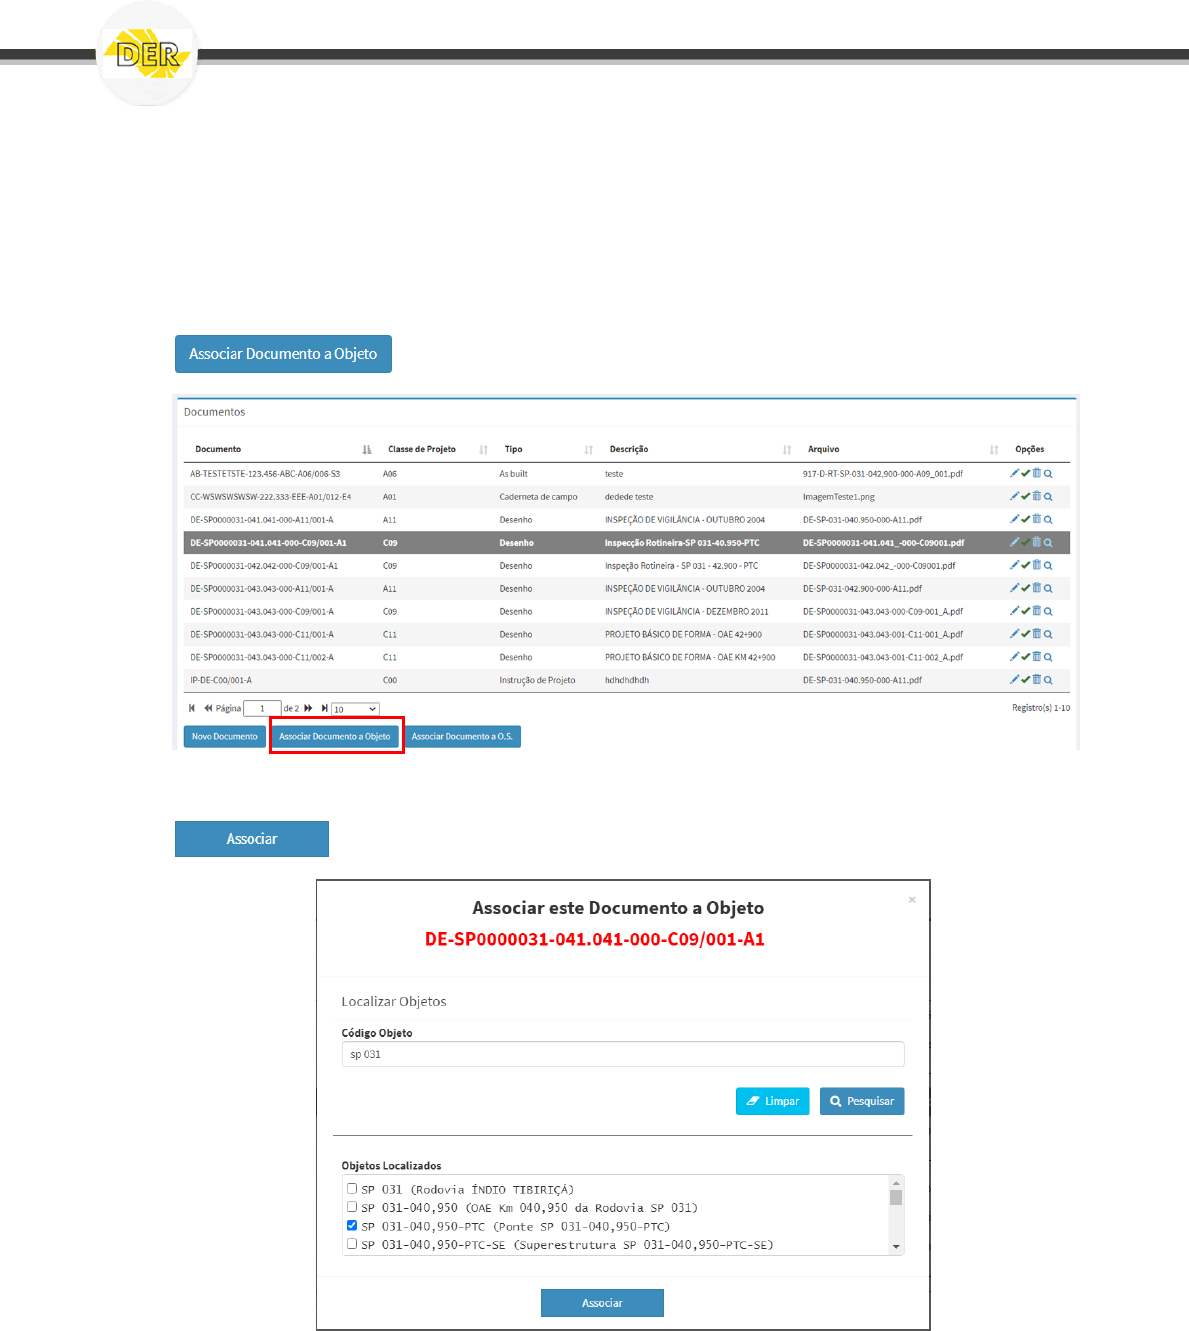 DER
Associar Documento a Objeto
Documentos
Documento Classe de Projeto Tipo Descrição Arquivo Opções
AB-TESTETSTE-123.456-ABC-A06/006-S3 A06 As built teste 917-D-RT-SP-031-042,900-000-A09_001.pdf
CC-WSWSWSWSW-222.333-EEE-A01/012-E4 A01 Caderneta de campo dedede teste ImagemTeste1.png
DE-SP0000031-041.041-000-A11/001-A A11 Desenho INSPEÇÃO DE VIGILÂNCIA - OUTUBRO 2004 DE-SP-031-040.950-000-A11.pdf
DE-SP0000031-041.041-000-C09/001-A1 C09 Desenho Inspecção Rotineira-SP 031-40.950-PTC DE-SP0000031-041.041_-000-C09001.pdf
DE-SP0000031-042.042-000-C09/001-A1 C09 Desenho Inspeção Rotineira - SP 031 - 42.900 - PTC DE-SP0000031-042.042_-000-C09001.pdf
DE-SP0000031-043.043-000-A11/001-A A11 Desenho INSPEÇÃO DE VIGILÂNCIA - OUTUBRO 2004 DE-SP-031-042.900-000-A11.pdf
DE-SP0000031-043.043-000-C09/001-A C09 Desenho INSPEÇÃO DE VIGILÂNCIA - DEZEMBRO 2011 DE-SP0000031-043.043-000-C09-001_A.pdf
DE-SP0000031-043.043-000-C11/001-A C11 Desenho PROJETO BÁSICO DE FORMA - OAE 42+900 DE-SP0000031-043.043-001-C11-001_A.pdf
DE-SP0000031-043.043-000-C11/002-A C11 Desenho PROJETO BÁSICO DE FORMA - OAE KM 42+900 DE-SP0000031-043.043-001-C11-002_A.pdf
IP-DE-C00/001-A C00 Instrução de Projeto hdhdhdhdh DE-SP-031-040.950-000-A11.pdf
Página 1 de 2 10 Registro(s) 1-10
Novo Documento Associar Documento a Objeto Associar Documento a O.S.
Associar
Associar este Documento a Objeto ×
DE-SP0000031-041.041-000-C09/001-A1
Localizar Objetos
Código Objeto
sp 031
Limpar Pesquisar
Objetos Localizados
SP 031 (Rodovia ÍNDIO TIBIRIÇÁ)
SP 031-040,950 (OAE Km 040,950 da Rodovia SP 031)
SP 031-040,950-PTC (Ponte SP 031-040,950-PTC)
SP 031-040,950-PTC-SE (Superestrutura SP 031-040,950-PTC-SE)
Associar